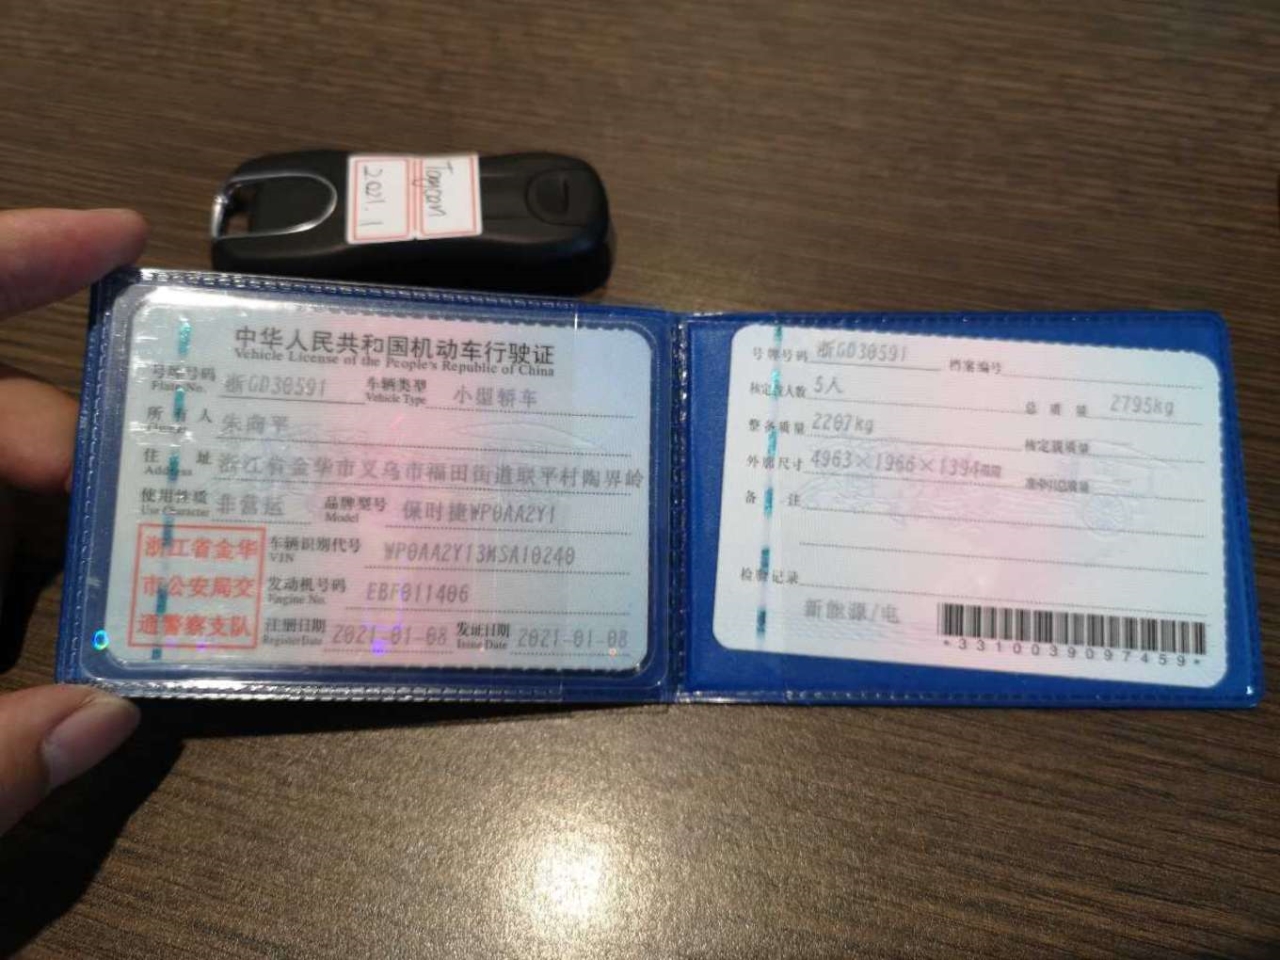 Taycan
2021.1
中华人民共和国机动车行驶证
Vehicle License of the People's Republic of China
号牌号码 浙GD30591 车辆类型 小型轿车
Plate No. Vehicle Type
所有人 朱向平
Owner
住址 浙江省金华市义乌市福田街道联平村陶界岭
Address
使用性质 非营运 品牌型号 保时捷WP0AA2Y1
Use Character Model
浙江省金华
市公安局交
通警察支队
车辆识别代号 WP0AA2Y13MSA10240
VIN
发动机号码 EBF011406
Engine No.
注册日期 2021-01-08 发证日期 2021-01-08
Register Date Issue Date
号牌号码 浙GD30591 档案编号
核定载人数 5人 总质量 2795kg
整备质量 2207kg 核定载质量
外廓尺寸 4963×1966×1394mm 准牵引总质量
备注
检验记录
新能源/电
*3310039097459*